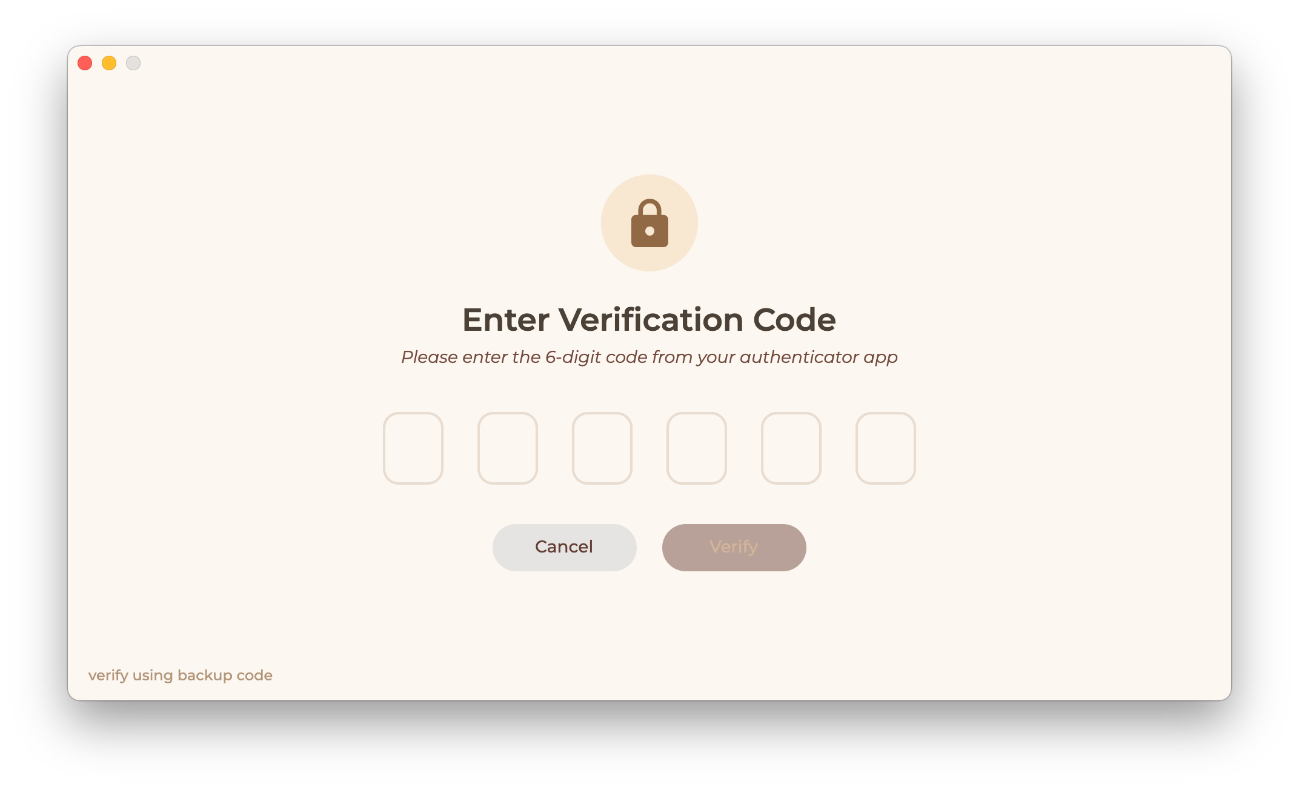 Enter Verification Code
Please enter the 6-digit code from your authenticator app
Cancel
Verify
verify using backup code